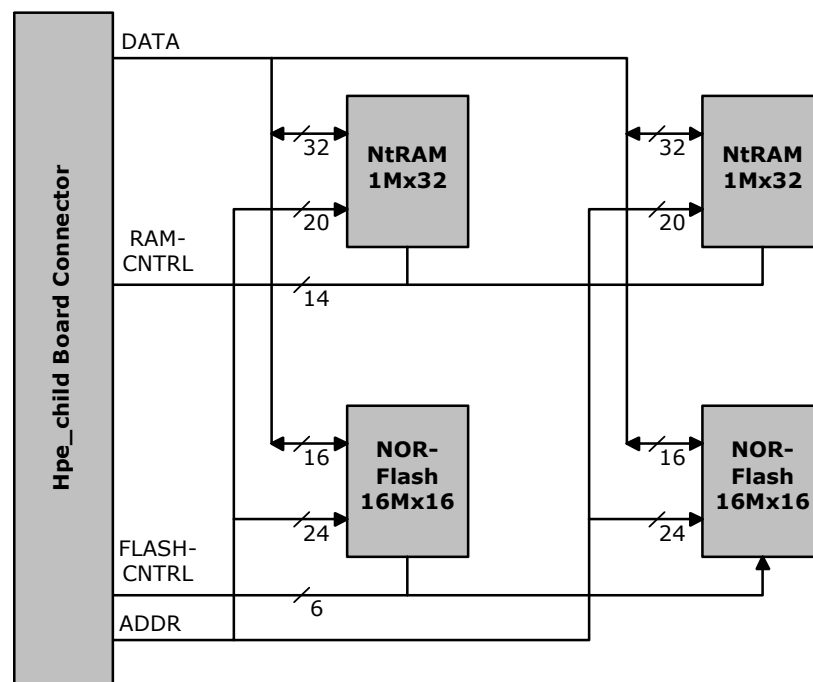 Hpe_child Board Connector
DATA
32
NtRAM
1Mx32
20
32
NtRAM
1Mx32
20
RAM-
CNTRL
14
16
NOR-
Flash
16Mx16
24
16
NOR-
Flash
16Mx16
24
FLASH-
CNTRL
6
ADDR